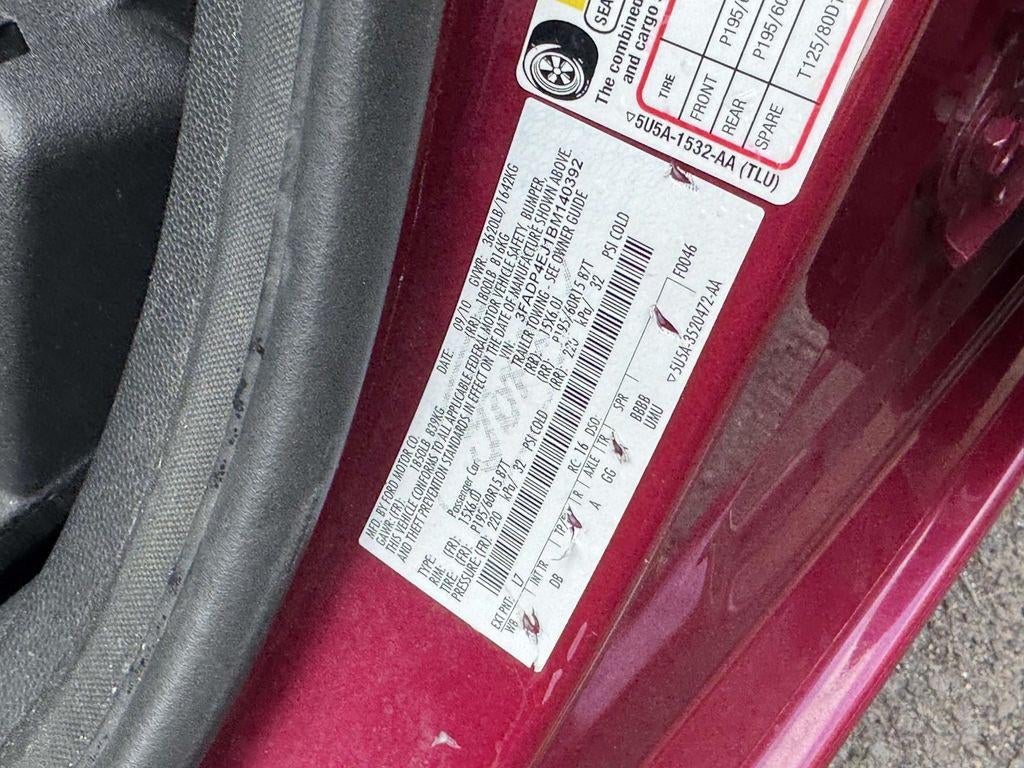 SEA
The combined
and cargo s
TIRE
FRONT P195/6
REAR P195/60
SPARE T125/80D1
▽5U5A-1532-AA (TLU)
MFD. BY FORD MOTOR CO.
DATE: 09/10 GVWR: 3620LB/1642KG
GAWR: (FR): 1850LB 839KG (RR): 1800LB 816KG
THIS VEHICLE CONFORMS TO ALL APPLICABLE FEDERAL MOTOR VEHICLE SAFETY, BUMPER,
AND THEFT PREVENTION STANDARDS IN EFFECT ON THE DATE OF MANUFACTURE SHOWN ABOVE.
VIN: 3FADP4EJ1BM140392
TYPE: Passenger Car TRAILER TOWING - SEE OWNER GUIDE
RIM: (FR): 15X6.0J (RR): 15X6.0J
TIRE: (FR): P195/60R15 87T (RR): P195/60R15 87T
PRESSURE:(FR): 220 kPa/ 32 PSI COLD (RR): 220 kPa/ 32 PSI COLD
EXT PNT: L7 RC: 16 DSO: F0046
WB INT TR TP R AXLE TR SPR
DB A GG BBBB
UMU
▽5U5A-3520472-AA